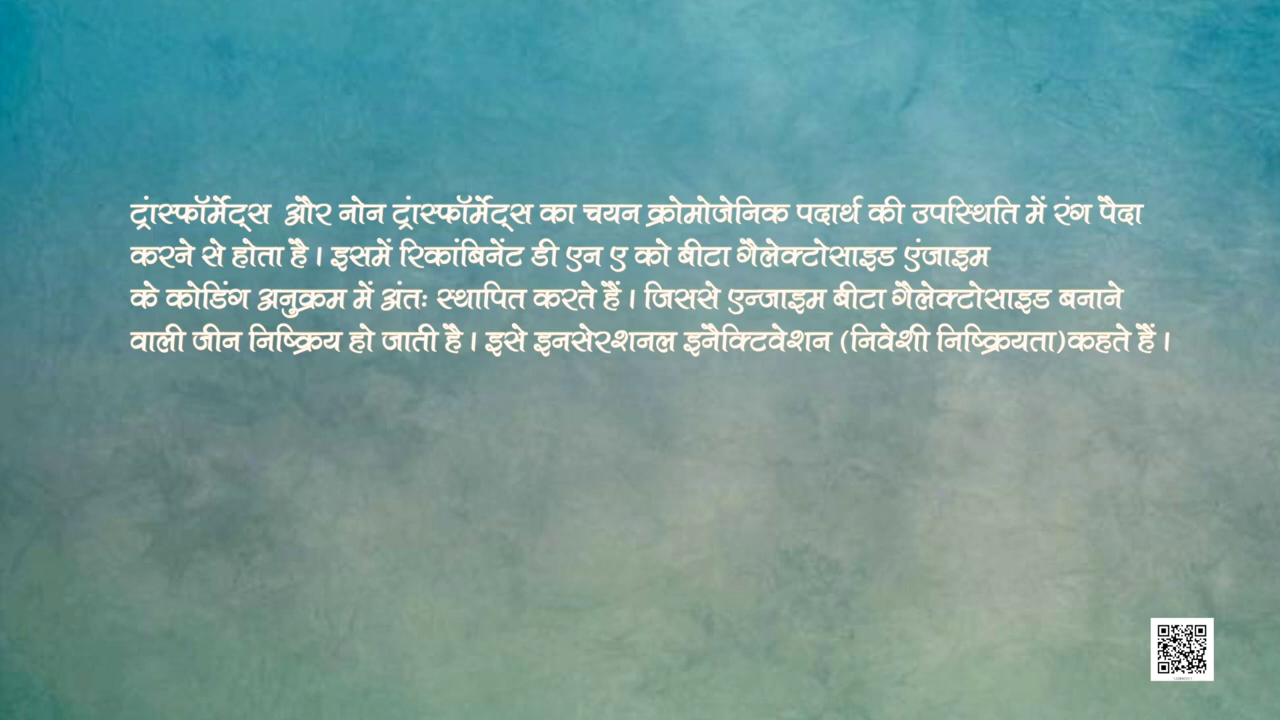 ट्रांस्फॉर्मेट्स और नोन ट्रांस्फॉर्मेट्स का चयन क्रोमोजेनिक पदार्थ की उपस्थिति में रंग पैदा
करने से होता है । इसमें रिकांबिनेंट डी एन ए को बीटा गैलेक्टोसाइड एंजाइम
के कोडिंग अनुक्रम में अंतः स्थापित करते हैं । जिससे एन्जाइम बीटा गैलेक्टोसाइड बनाने
वाली जीन निष्क्रिय हो जाती है । इसे इनसेरशनल इनैक्टिवेशन (निवेशी निष्क्रियता)कहते हैं ।